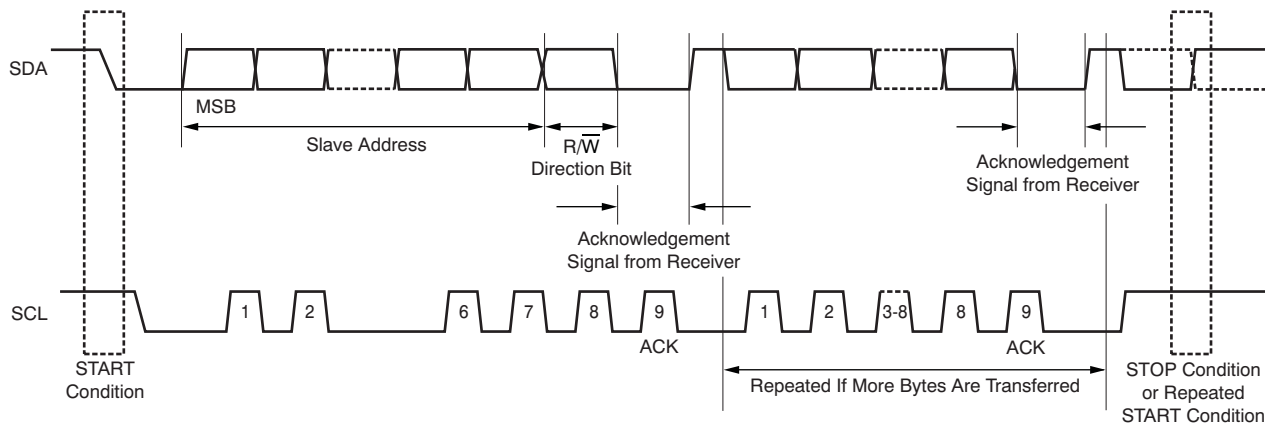 SDA
MSB
Slave Address
R/W̅
Direction Bit
Acknowledgement
Signal from Receiver
Acknowledgement
Signal from Receiver
SCL
1
2
6
7
8
9
1
2
3-8
8
9
ACK
ACK
START
Condition
Repeated If More Bytes Are Transferred
STOP Condition
or Repeated
START Condition